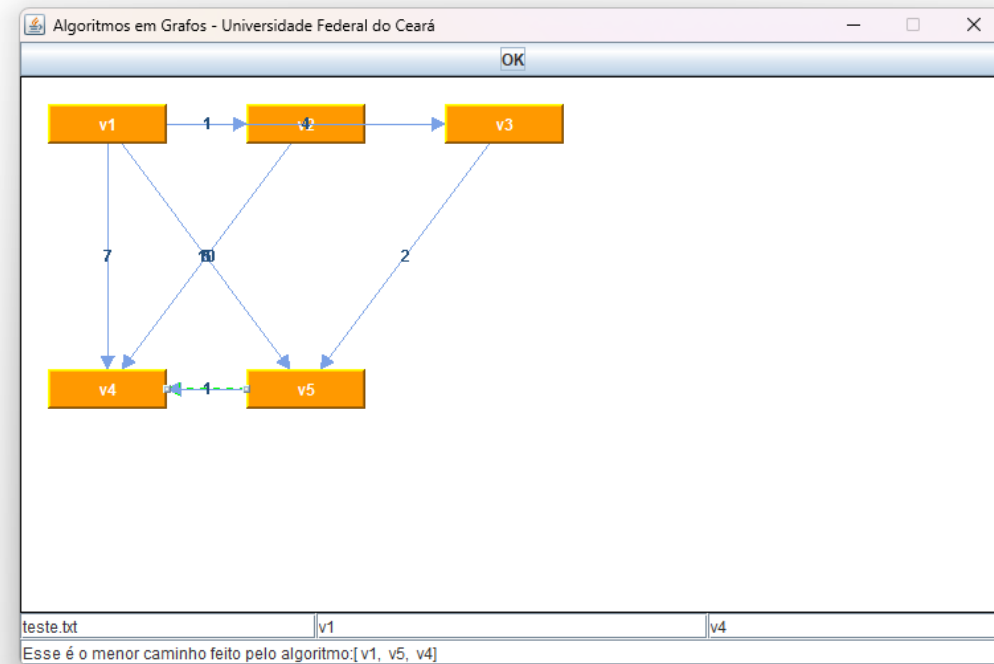 Algoritmos em Grafos - Universidade Federal do Ceará
OK
v1 1 4 v3
7 2
v4 1 v5
teste.txt v1 v4
Esse é o menor caminho feito pelo algoritmo:[ v1, v5, v4]